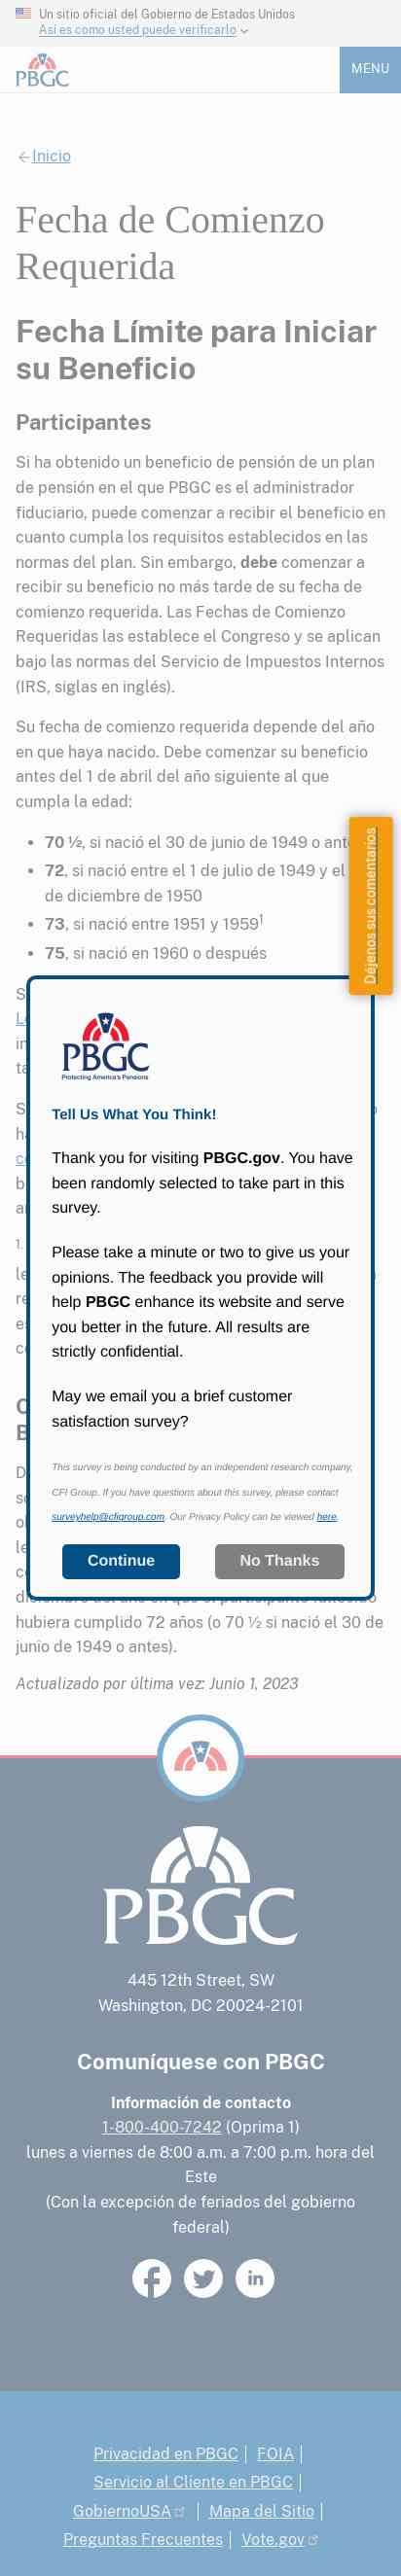 Un sitio oficial del Gobierno de Estados Unidos
Así es como usted puede verificarlo
PBGC
MENU
Inicio
Fecha de Comienzo
Requerida
Fecha Límite para Iniciar
su Beneficio
Participantes
Si ha obtenido un beneficio de pensión de un plan
de pensión en el que PBGC es el administrador
fiduciario, puede comenzar a recibir el beneficio en
cuanto cumpla los requisitos establecidos en las
normas del plan. Sin embargo, debe comenzar a
recibir su beneficio no más tarde de su fecha de
comienzo requerida. Las Fechas de Comienzo
Requeridas las establece el Congreso y se aplican
bajo las normas del Servicio de Impuestos Internos
(IRS, siglas en inglés).
Su fecha de comienzo requerida depende del año
en que haya nacido. Debe comenzar su beneficio
antes del 1 de abril del año siguiente al que
cumpla la edad:
• 70 ½, si nació el 30 de junio de 1949 o
• 72, si nació entre el 1 de julio de 1949 y el
de diciembre de 1950
• 73, si nació entre 1951 y 1959¹
• 75, si nació en 1960 o después
Déjenos sus comentarios
PBGC
Protecting America's Pensions
Tell Us What You Think!
Thank you for visiting PBGC.gov. You have
been randomly selected to take part in this
survey.
Please take a minute or two to give us your
opinions. The feedback you provide will
help PBGC enhance its website and serve
you better in the future. All results are
strictly confidential.
May we email you a brief customer
satisfaction survey?
This survey is being conducted by an independent research company,
CFI Group. If you have questions about this survey, please contact
surveyhelp@cfigroup.com. Our Privacy Policy can be viewed here.
Continue
No Thanks
hubiera cumplido 72 años (o 70 ½ si nació el 30 de
junio de 1949 o antes).
Actualizado por última vez: Junio 1, 2023
PBGC
445 12th Street, SW
Washington, DC 20024-2101
Comuníquese con PBGC
Información de contacto
1-800-400-7242 (Oprima 1)
lunes a viernes de 8:00 a.m. a 7:00 p.m. hora del
Este
(Con la excepción de feriados del gobierno
federal)
Privacidad en PBGC | FOIA |
Servicio al Cliente en PBGC |
GobiernoUSA | Mapa del Sitio |
Preguntas Frecuentes | Vote.gov